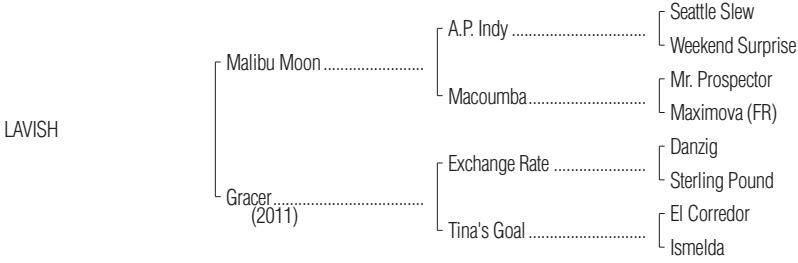 Seattle Slew
A.P. Indy
Weekend Surprise
Malibu Moon
Mr. Prospector
Macoumba
Maximova (FR)
LAVISH
Danzig
Exchange Rate
Sterling Pound
Gracer
(2011)
El Corredor
Tina's Goal
Ismelda